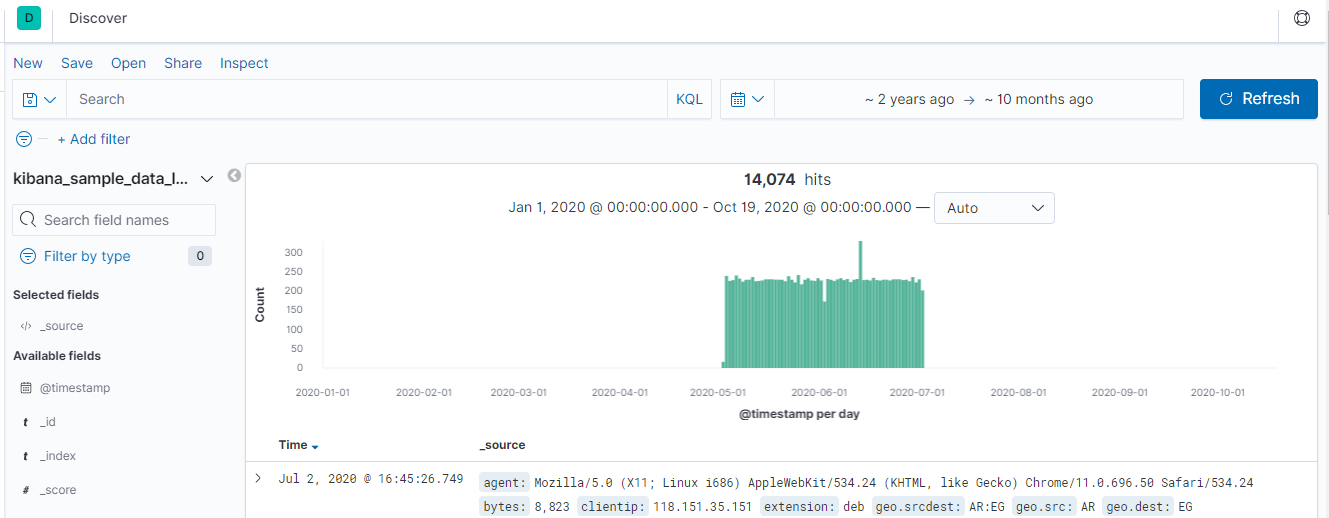 D Discover
New Save Open Share Inspect
Search KQL ~ 2 years ago → ~ 10 months ago Refresh
+ Add filter
kibana_sample_data_l...
Search field names
Filter by type 0
Selected fields
_source
Available fields
@timestamp
t _id
t _index
# _score
14,074 hits
Jan 1, 2020 @ 00:00:00.000 - Oct 19, 2020 @ 00:00:00.000 — Auto
Count
300
250
200
150
100
50
0
2020-01-01 2020-02-01 2020-03-01 2020-04-01 2020-05-01 2020-06-01 2020-07-01 2020-08-01 2020-09-01 2020-10-01
@timestamp per day
Time _source
Jul 2, 2020 @ 16:45:26.749 agent: Mozilla/5.0 (X11; Linux i686) AppleWebKit/534.24 (KHTML, like Gecko) Chrome/11.0.696.50 Safari/534.24
bytes: 8,823 clientip: 118.151.35.151 extension: deb geo.srcdest: AR:EG geo.src: AR geo.dest: EG